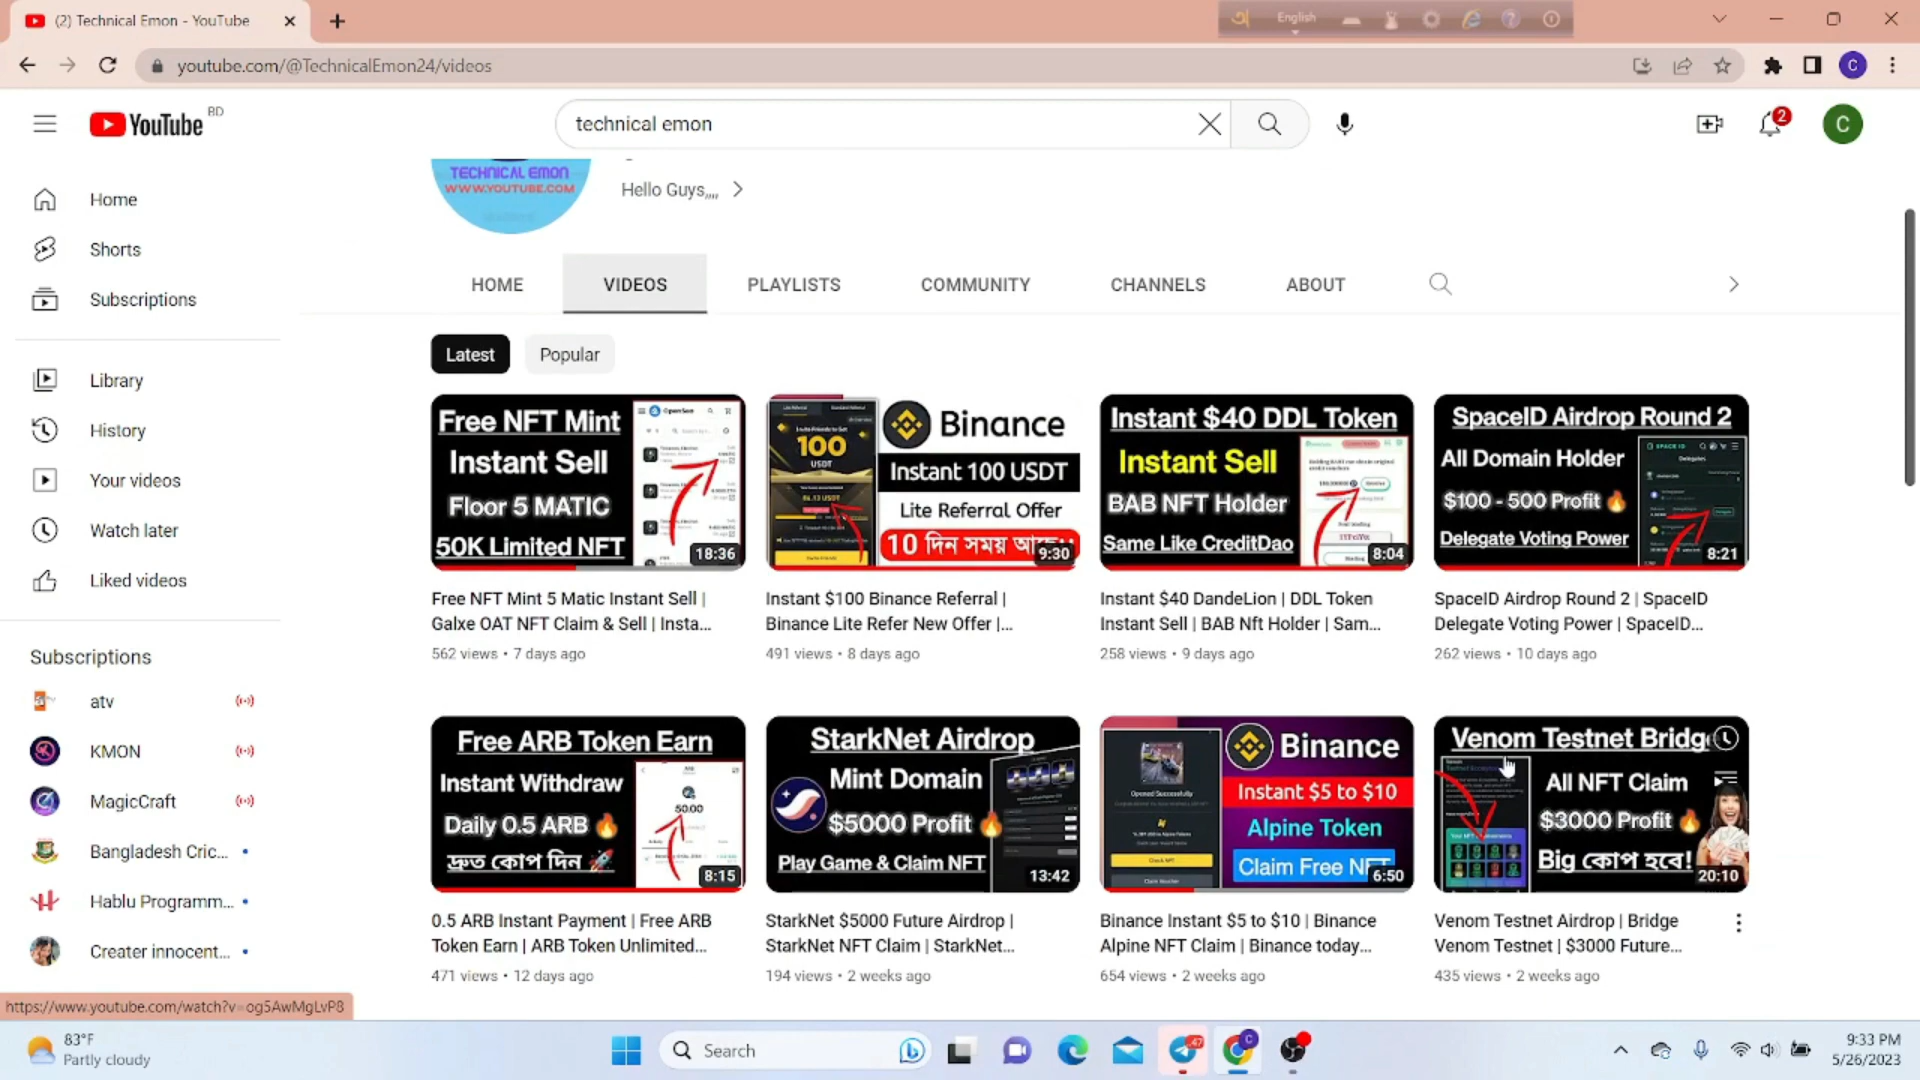 (2) Technical Emon - YouTube
English
youtube.com/@TechnicalEmon24/videos
C
YouTube BD
technical emon
2
C
Home
Shorts
Subscriptions
Library
History
Your videos
Watch later
Liked videos
Subscriptions
atv
KMON
MagicCraft
Bangladesh Cric...
Hablu Programm...
Creater innocent...
TECHNICAL EMON
WWW.YOUTUBE.COM
Hello Guys,,,,
HOME
VIDEOS
PLAYLISTS
COMMUNITY
CHANNELS
ABOUT
Latest
Popular
Free NFT Mint
Instant Sell
Floor 5 MATIC
50K Limited NFT
OpenSea
18:36
Free NFT Mint 5 Matic Instant Sell |
Galxe OAT NFT Claim & Sell | Insta...
562 views • 7 days ago
100
USDT
Binance
Instant 100 USDT
Lite Referral Offer
10 দিন সময় আছে
9:30
Instant $100 Binance Referral |
Binance Lite Refer New Offer |...
491 views • 8 days ago
Instant $40 DDL Token
Instant Sell
BAB NFT Holder
Same Like CreditDao
8:04
Instant $40 DandeLion | DDL Token
Instant Sell | BAB Nft Holder | Sam...
258 views • 9 days ago
SpaceID Airdrop Round 2
All Domain Holder
$100 - 500 Profit
Delegate Voting Power
SPACE ID
8:21
SpaceID Airdrop Round 2 | SpaceID
Delegate Voting Power | SpaceID...
262 views • 10 days ago
Free ARB Token Earn
Instant Withdraw
Daily 0.5 ARB
দ্রুত কোপ দিন
50.00
8:15
0.5 ARB Instant Payment | Free ARB
Token Earn | ARB Token Unlimited...
471 views • 12 days ago
StarkNet Airdrop
Mint Domain
$5000 Profit
Play Game & Claim NFT
13:42
StarkNet $5000 Future Airdrop |
StarkNet NFT Claim | StarkNet...
194 views • 2 weeks ago
Opened Successfully
Binance
Instant $5 to $10
Alpine Token
Claim Free NFT
6:50
Binance Instant $5 to $10 | Binance
Alpine NFT Claim | Binance today...
654 views • 2 weeks ago
Venom Testnet Bridge
All NFT Claim
$3000 Profit
Big কোপ হবে!
20:10
Venom Testnet Airdrop | Bridge
Venom Testnet | $3000 Future...
435 views • 2 weeks ago
https://www.youtube.com/watch?v=og5AwMgLvP8
83°F
Partly cloudy
Search
47
C
9:33 PM
5/26/2023